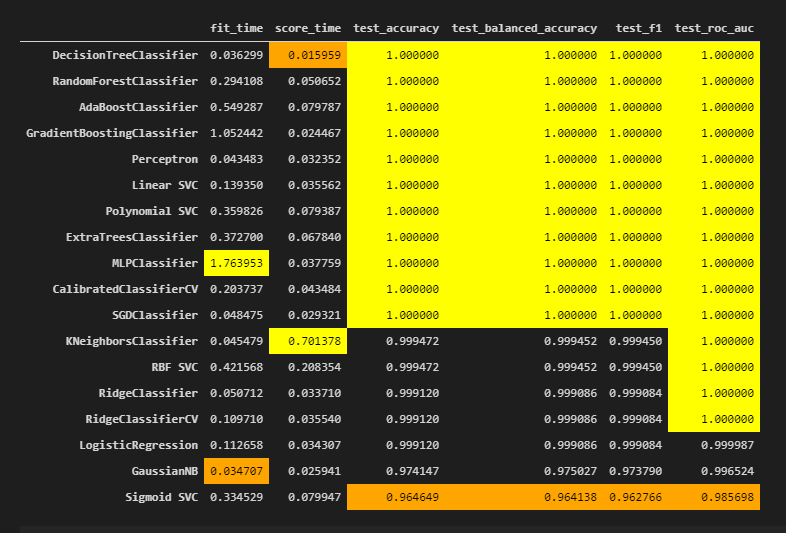 fit_time score_time test_accuracy test_balanced_accuracy test_f1 test_roc_auc
DecisionTreeClassifier 0.036299 0.015959 1.000000 1.000000 1.000000 1.000000
RandomForestClassifier 0.294108 0.050652 1.000000 1.000000 1.000000 1.000000
AdaBoostClassifier 0.549287 0.079787 1.000000 1.000000 1.000000 1.000000
GradientBoostingClassifier 1.052442 0.024467 1.000000 1.000000 1.000000 1.000000
Perceptron 0.043483 0.032352 1.000000 1.000000 1.000000 1.000000
Linear SVC 0.139350 0.035562 1.000000 1.000000 1.000000 1.000000
Polynomial SVC 0.359826 0.079387 1.000000 1.000000 1.000000 1.000000
ExtraTreesClassifier 0.372700 0.067840 1.000000 1.000000 1.000000 1.000000
MLPClassifier 1.763953 0.037759 1.000000 1.000000 1.000000 1.000000
CalibratedClassifierCV 0.203737 0.043484 1.000000 1.000000 1.000000 1.000000
SGDClassifier 0.048475 0.029321 1.000000 1.000000 1.000000 1.000000
KNeighborsClassifier 0.045479 0.701378 0.999472 0.999452 0.999450 1.000000
RBF SVC 0.421568 0.208354 0.999472 0.999452 0.999450 1.000000
RidgeClassifier 0.050712 0.033710 0.999120 0.999086 0.999084 1.000000
RidgeClassifierCV 0.109710 0.035540 0.999120 0.999086 0.999084 1.000000
LogisticRegression 0.112658 0.034307 0.999120 0.999086 0.999084 0.999987
GaussianNB 0.034707 0.025941 0.974147 0.975027 0.973790 0.996524
Sigmoid SVC 0.334529 0.079947 0.964649 0.964138 0.962766 0.985698